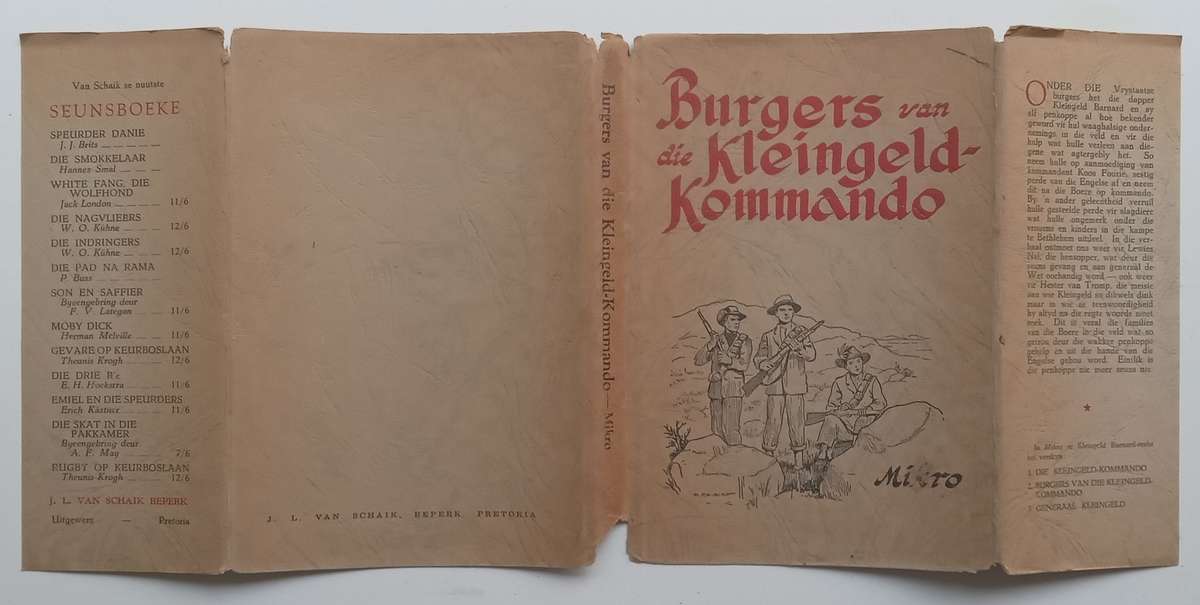 Van Schaik se nuutste
SEUNSBOEKE
SPEURDER DANIE
J. J. Brits — — — — —
DIE SMOKKELAAR
Hannes Smal — — — —
WHITE FANG, DIE
WOLFHOND
Jack London — — — — 11/6
DIE NAGVLIERS
W. O. Kühne — — — 12/6
DIE INDRINGERS
W. O. Kühne — — — 12/6
DIE PAD NA RAMA
P. Buss — — — — —
SON EN SAFFIER
Byeengebring deur
F. V. Lategan — — 11/6
MOBY DICK
Herman Melville — — 11/6
GEVARE OP KEURBOSLAAN
Theunis Krogh — — — 12/6
DIE DRIE R's
E. H. Hoekstra — — 11/6
EMIEL EN DIE SPEURDERS
Erich Kästner — — — 11/6
DIE SKAT IN DIE
PAKKAMER
Byeengebring deur
A. F. May — — — 7/6
RUGBY OP KEURBOSLAAN
Theunis Krogh — — — 12/6
J. L. VAN SCHAIK BEPERK
Uitgewers — Pretoria
J. L. VAN SCHAIK, BEPERK PRETORIA
Burgers van die Kleingeld-Kommando — Mikro
Burgers van
die Kleingeld-
Kommando
Mikro
ONDER DIE Vrystaatse
burgers het die dapper
Kleingeld Barnard en sy
elf penkoppe al hoe bekender
geword vir hul waaghalsige onder-
nemings in die veld en vir die
hulp wat hulle verleen aan die-
gene wat agtergebly het. So
neem hulle op aanmoediging van
kommandant Koos Fourie, sestig
perde van die Engelse af en neem
dit na die Boere op kommando.
By 'n ander geleentheid verruil
hulle gesteelde perde vir slagdiere
wat hulle ongemerk onder die
vrouens en kinders in die kampe
te Bethlehem uitdeel. In die ver-
haal ontmoet ons weer vir Lewies
Nel, die hensopper, wat deur die
seuns gevang en aan generaal de
Wet oorhandig word — ook weer
vir Hester van Tromp, die meisie
aan wie Kleingeld so dikwels dink
maar in wie se teenwoordigheid
hy altyd na die regte woorde moet
soek. Dit is veral die families
van die Boere in die veld wat so
getrou deur die wakker penkoppe
gehelp en uit die hande van die
Engelse gehou word. Eintlik is
die penkoppe nie meer seuns nie.
In Mikro se Kleingeld Barnard-reeks
verskyn
1. DIE KLEINGELD-KOMMANDO
2. BURGERS VAN DIE KLEINGELD-
KOMMANDO
3. GENERAAL KLEINGELD